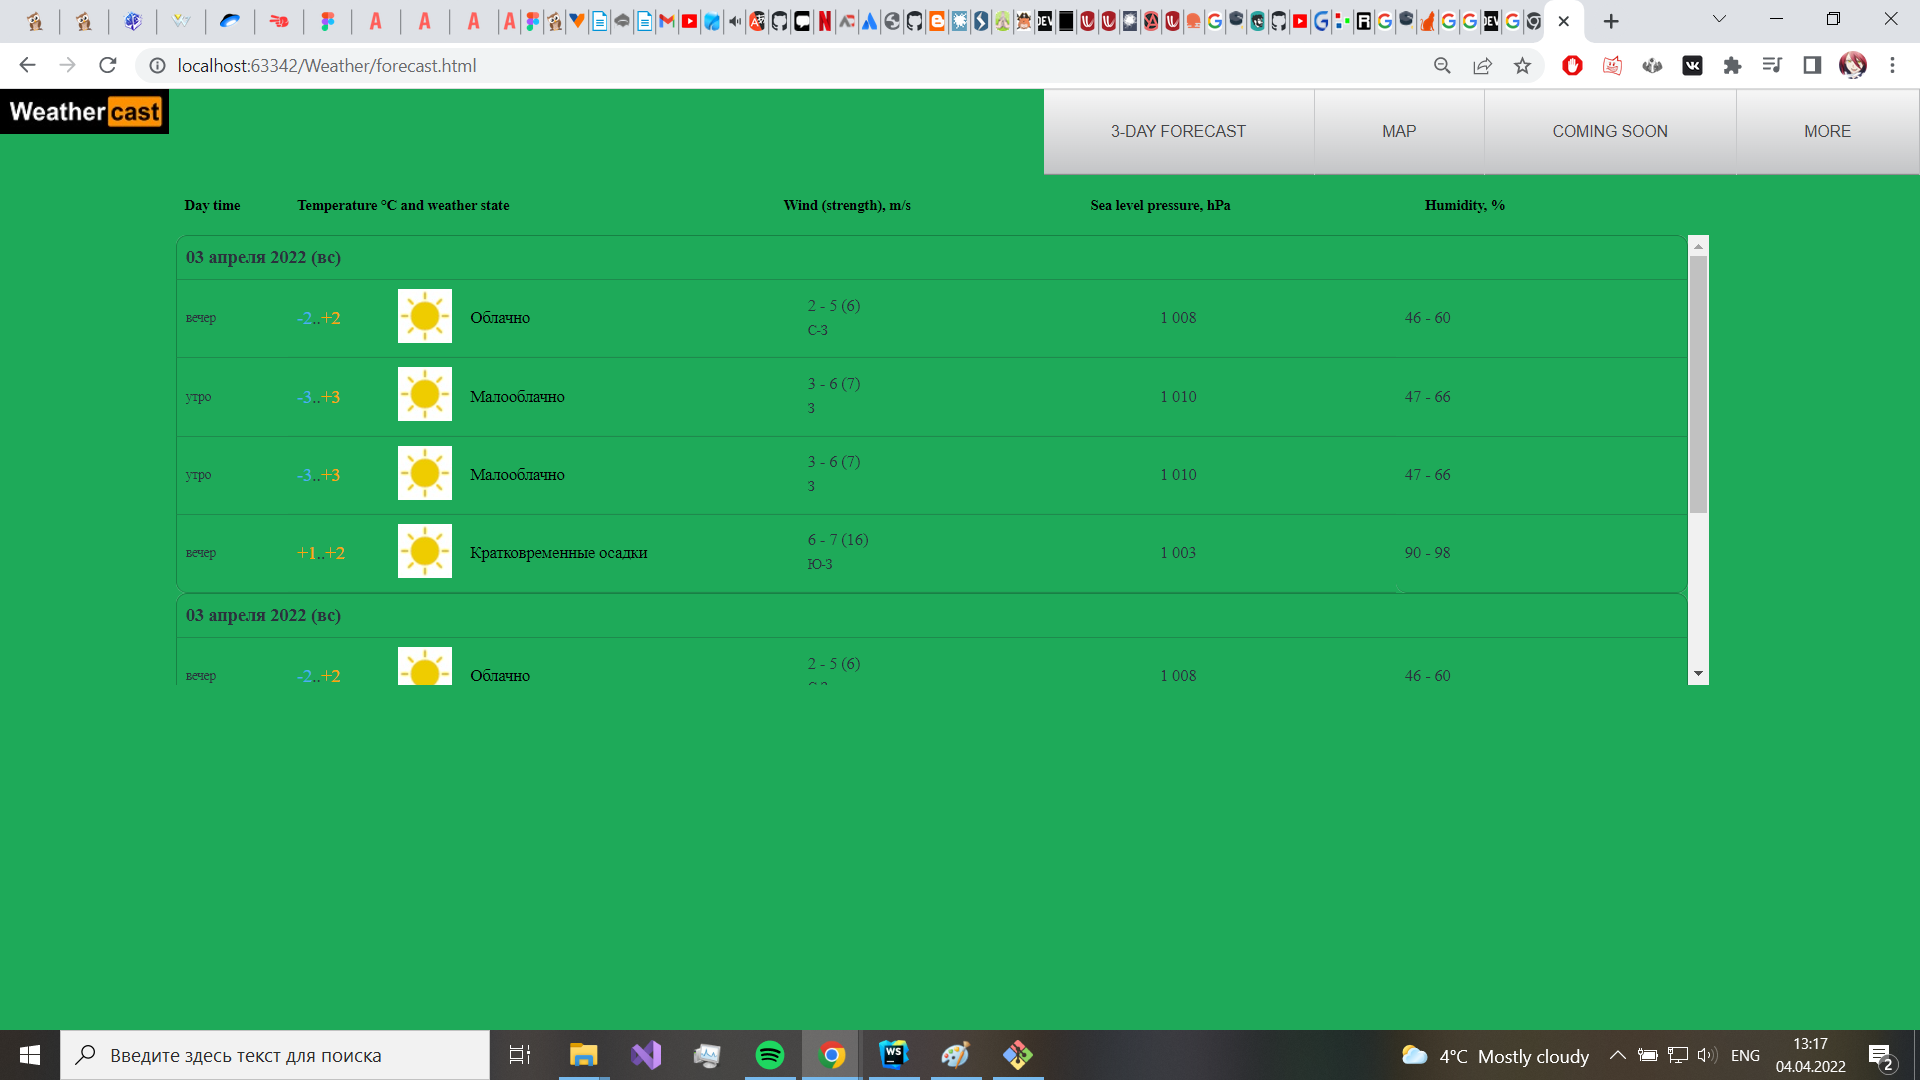 localhost:63342/Weather/forecast.html
Weather cast
3-DAY FORECAST MAP COMING SOON MORE
Day time Temperature °C and weather state Wind (strength), m/s Sea level pressure, hPa Humidity, %
03 апреля 2022 (вс)
вечер -2..+2 Облачно 2 - 5 (6) 1 008 46 - 60
С-З
утро -3..+3 Малооблачно 3 - 6 (7) 1 010 47 - 66
З
утро -3..+3 Малооблачно 3 - 6 (7) 1 010 47 - 66
З
вечер +1..+2 Кратковременные осадки 6 - 7 (16) 1 003 90 - 98
Ю-З
03 апреля 2022 (вс)
вечер -2..+2 Облачно 2 - 5 (6) 1 008 46 - 60
Введите здесь текст для поиска
4°C Mostly cloudy
ENG
13:17
04.04.2022
2